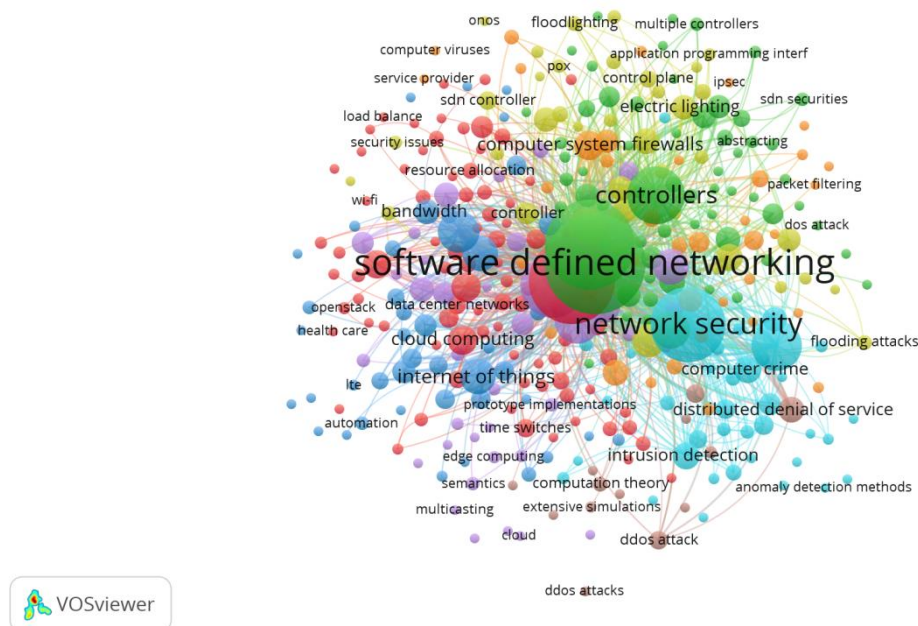 onos
floodlighting
multiple controllers
computer viruses
application programming interf
pox
service provider
control plane
ipsec
sdn controller
electric lighting
sdn securities
load balance
security issues
computer system firewalls
abstracting
resource allocation
packet filtering
wi-fi
controllers
bandwidth
controller
dos attack
software defined networking
data center networks
openstack
network security
health care
cloud computing
flooding attacks
computer crime
internet of things
lte
prototype implementations
distributed denial of service
automation
time switches
edge computing
intrusion detection
semantics
computation theory
anomaly detection methods
multicasting
extensive simulations
cloud
ddos attack
ddos attacks
VOSviewer